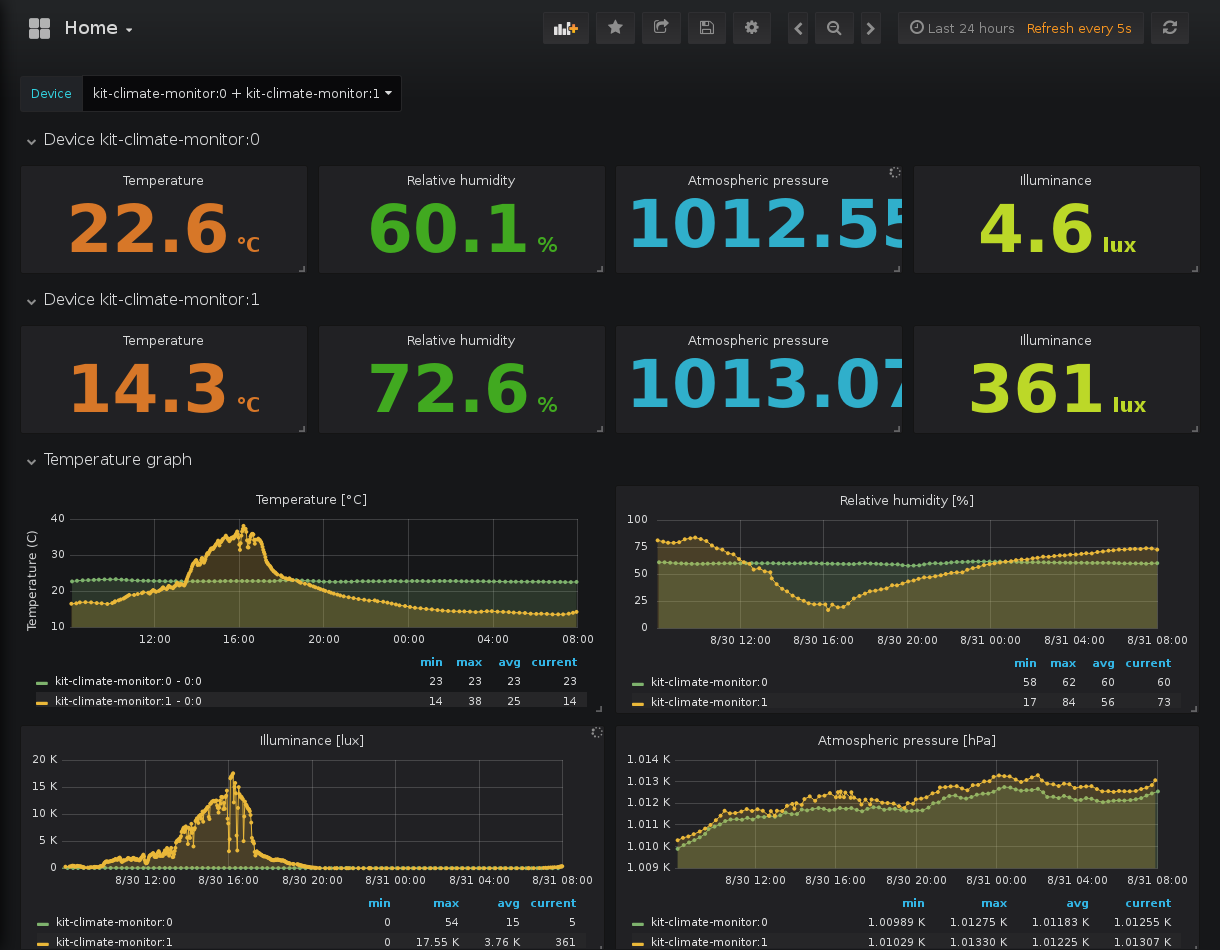 Home
Last 24 hours Refresh every 5s
Device kit-climate-monitor:0 + kit-climate-monitor:1
Device kit-climate-monitor:0
Temperature Relative humidity Atmospheric pressure Illuminance
22.6 °C 60.1 % 1012.55 4.6 lux
Device kit-climate-monitor:1
Temperature Relative humidity Atmospheric pressure Illuminance
14.3 °C 72.6 % 1013.07 361 lux
Temperature graph
Temperature [°C]
Temperature (C)
40
30
20
10
12:00 16:00 20:00 00:00 04:00 08:00
min max avg current
kit-climate-monitor:0 - 0:0 23 23 23 23
kit-climate-monitor:1 - 0:0 14 38 25 14
Relative humidity [%]
100
75
50
25
0
8/30 12:00 8/30 16:00 8/30 20:00 8/31 00:00 8/31 04:00 8/31 08:00
min max avg current
kit-climate-monitor:0 58 62 60 60
kit-climate-monitor:1 17 84 56 73
Illuminance [lux]
20 K
15 K
10 K
5 K
0
8/30 12:00 8/30 16:00 8/30 20:00 8/31 00:00 8/31 04:00 8/31 08:00
min max avg current
kit-climate-monitor:0 0 54 15 5
kit-climate-monitor:1 0 17.55 K 3.76 K 361
Atmospheric pressure [hPa]
1.014 K
1.013 K
1.012 K
1.011 K
1.010 K
1.009 K
8/30 12:00 8/30 16:00 8/30 20:00 8/31 00:00 8/31 04:00 8/31 08:00
min max avg current
kit-climate-monitor:0 1.00989 K 1.01275 K 1.01183 K 1.01255 K
kit-climate-monitor:1 1.01029 K 1.01330 K 1.01225 K 1.01307 K